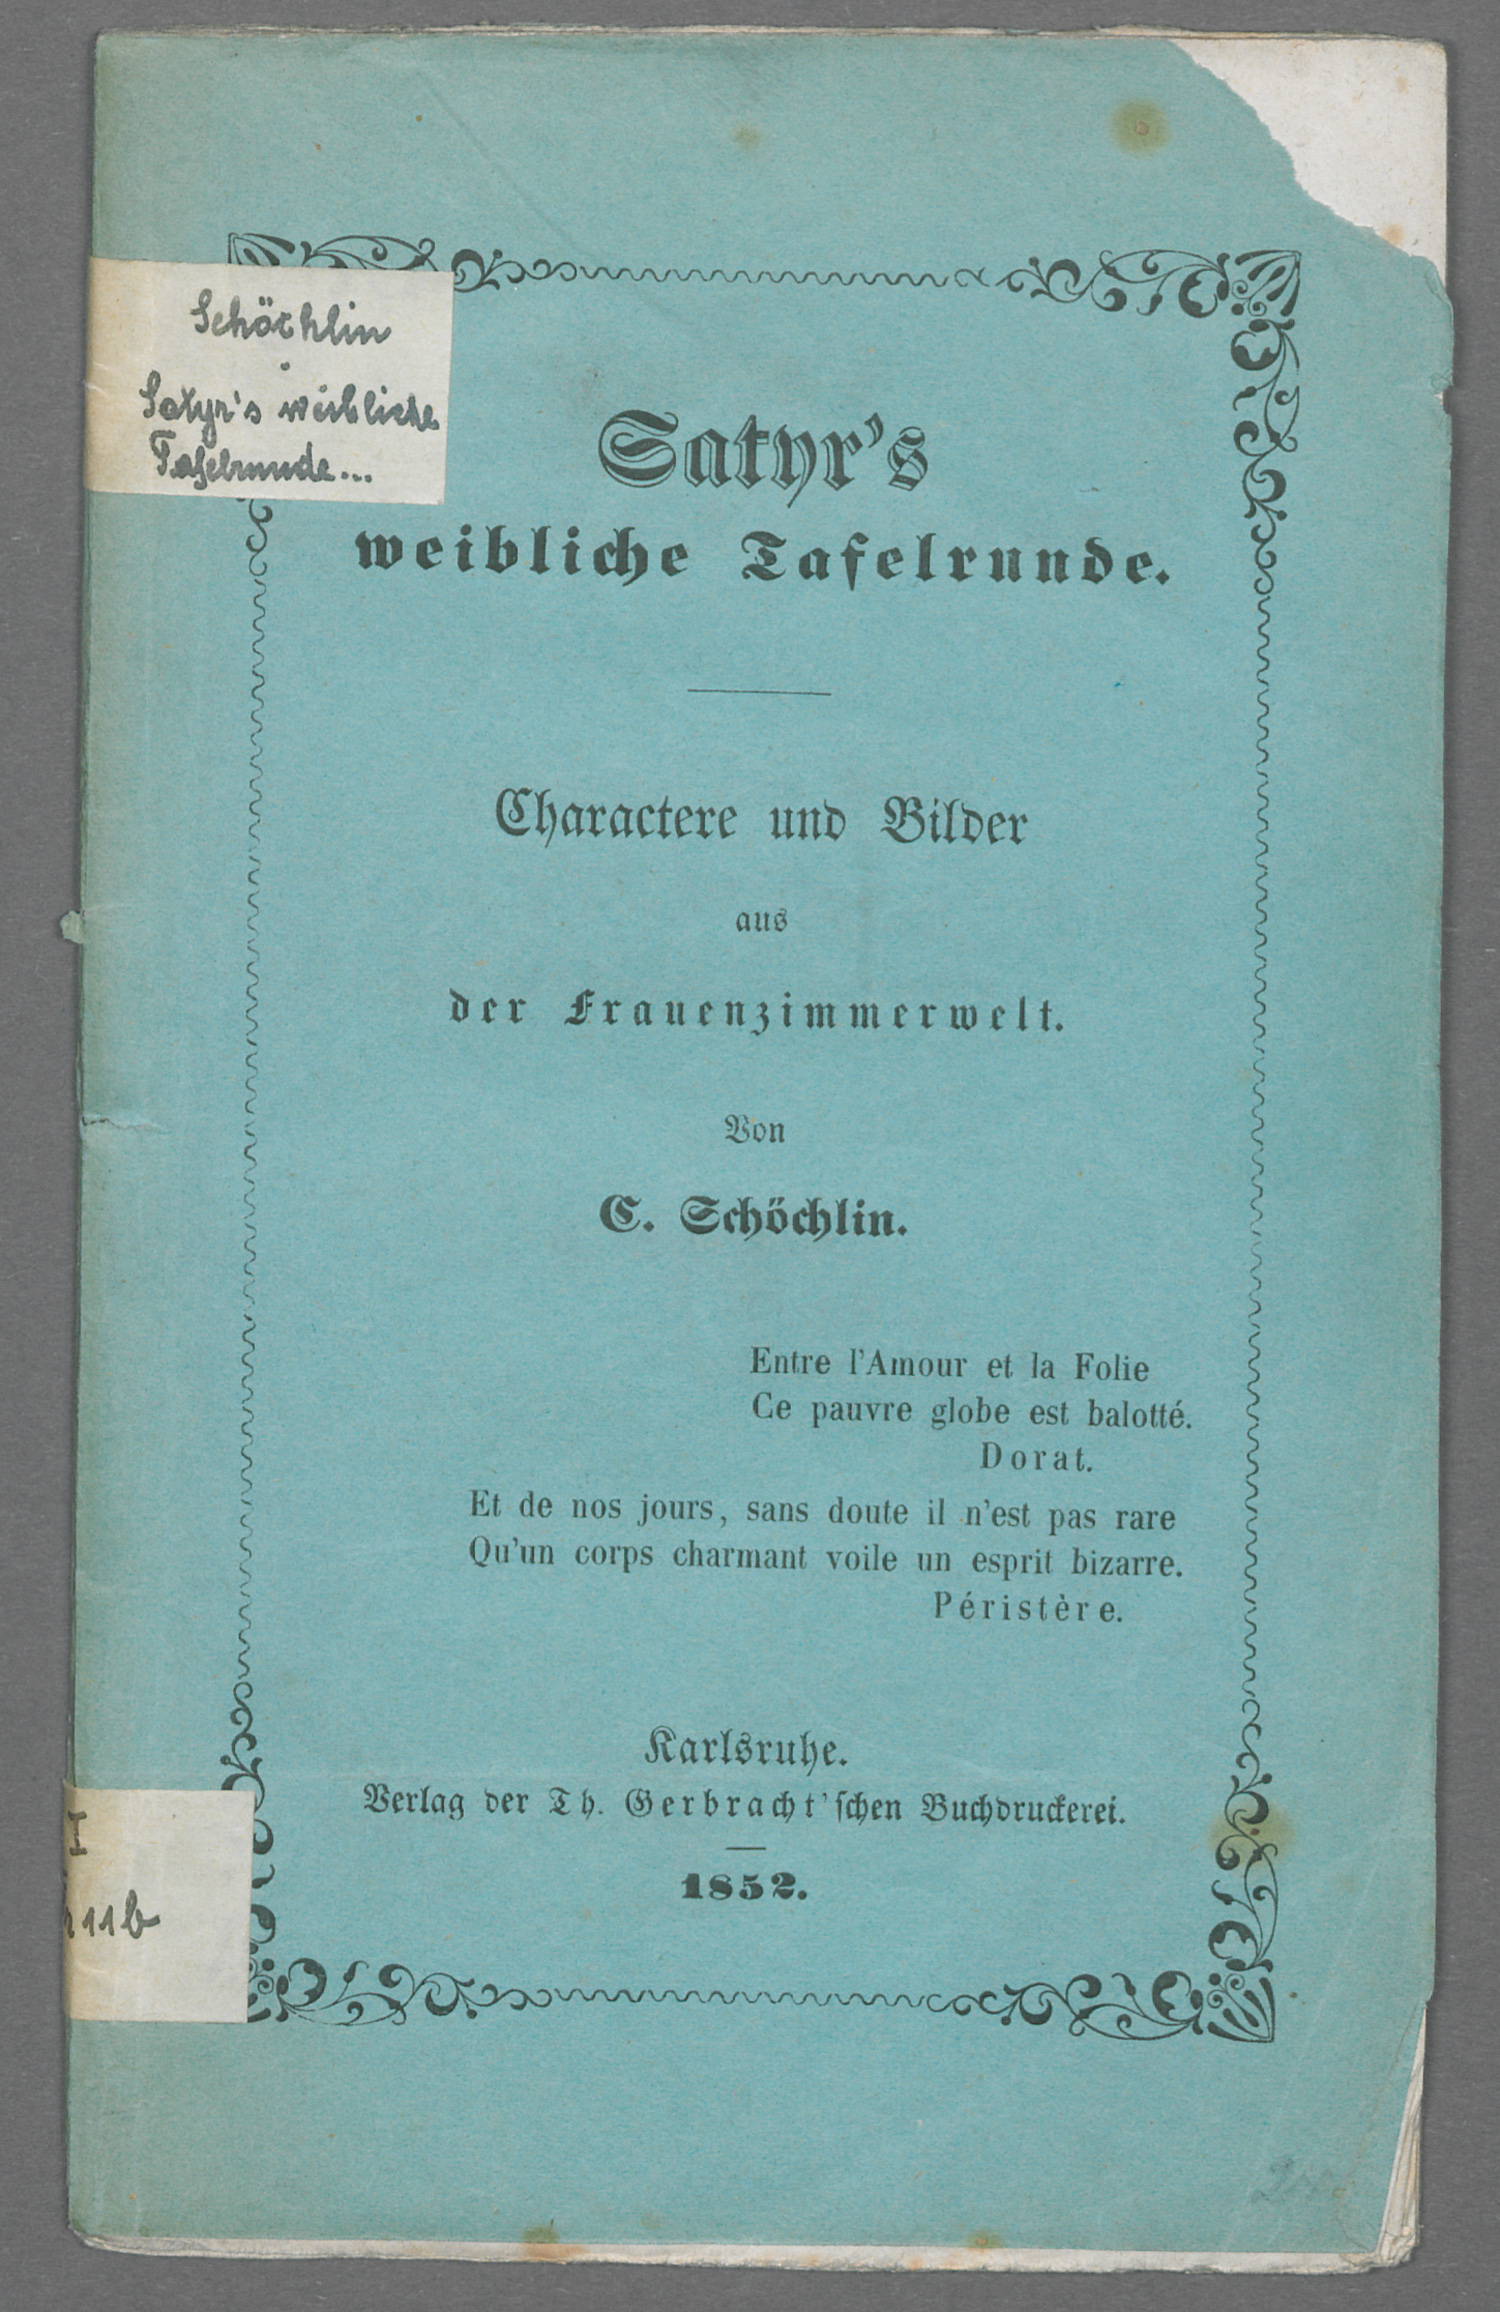 Schöchlin
Satyr's weibliche
Tafelrunde...
Satyr's
weibliche Tafelrunde.
Charactere und Bilder
aus
der Frauenzimmerwelt.
Von
C. Schöchlin.
Entre l'Amour et la Folie
Ce pauvre globe est balotté.
Dorat.
Et de nos jours, sans doute il n'est pas rare
Qu'un corps charmant voile un esprit bizarre.
Péristère.
Karlsruhe.
Verlag der Th. Gerbracht'schen Buchdruckerei.
1852.
I
11b